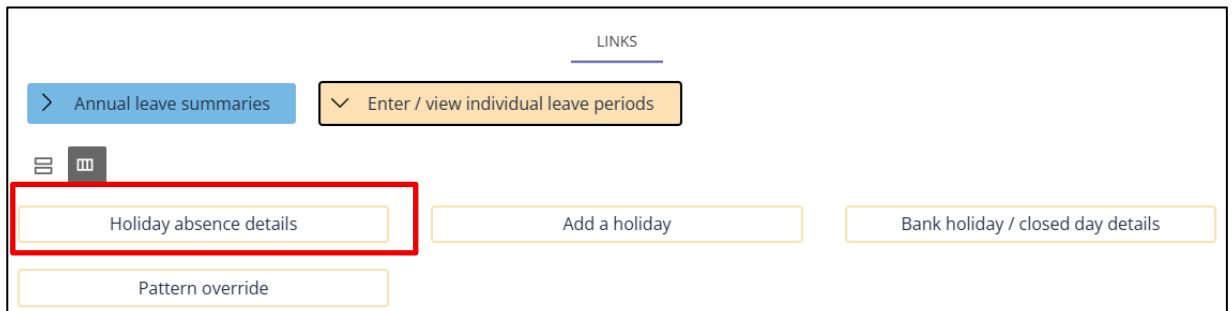 LINKS
Annual leave summaries
Enter / view individual leave periods
Holiday absence details
Add a holiday
Bank holiday / closed day details
Pattern override